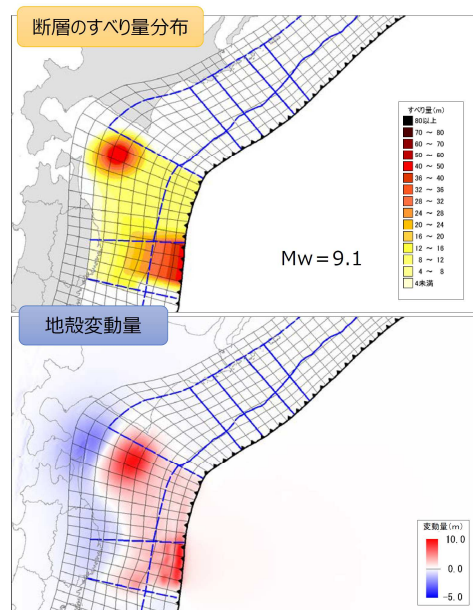 断層のすべり量分布
すべり量(m)
80以上
70 ～ 80
60 ～ 70
50 ～ 60
40 ～ 50
36 ～ 40
32 ～ 36
28 ～ 32
24 ～ 28
20 ～ 24
16 ～ 20
12 ～ 16
8 ～ 12
4 ～ 8
4未満
Mw=9.1
地殻変動量
変動量(m)
10.0
0.0
-5.0